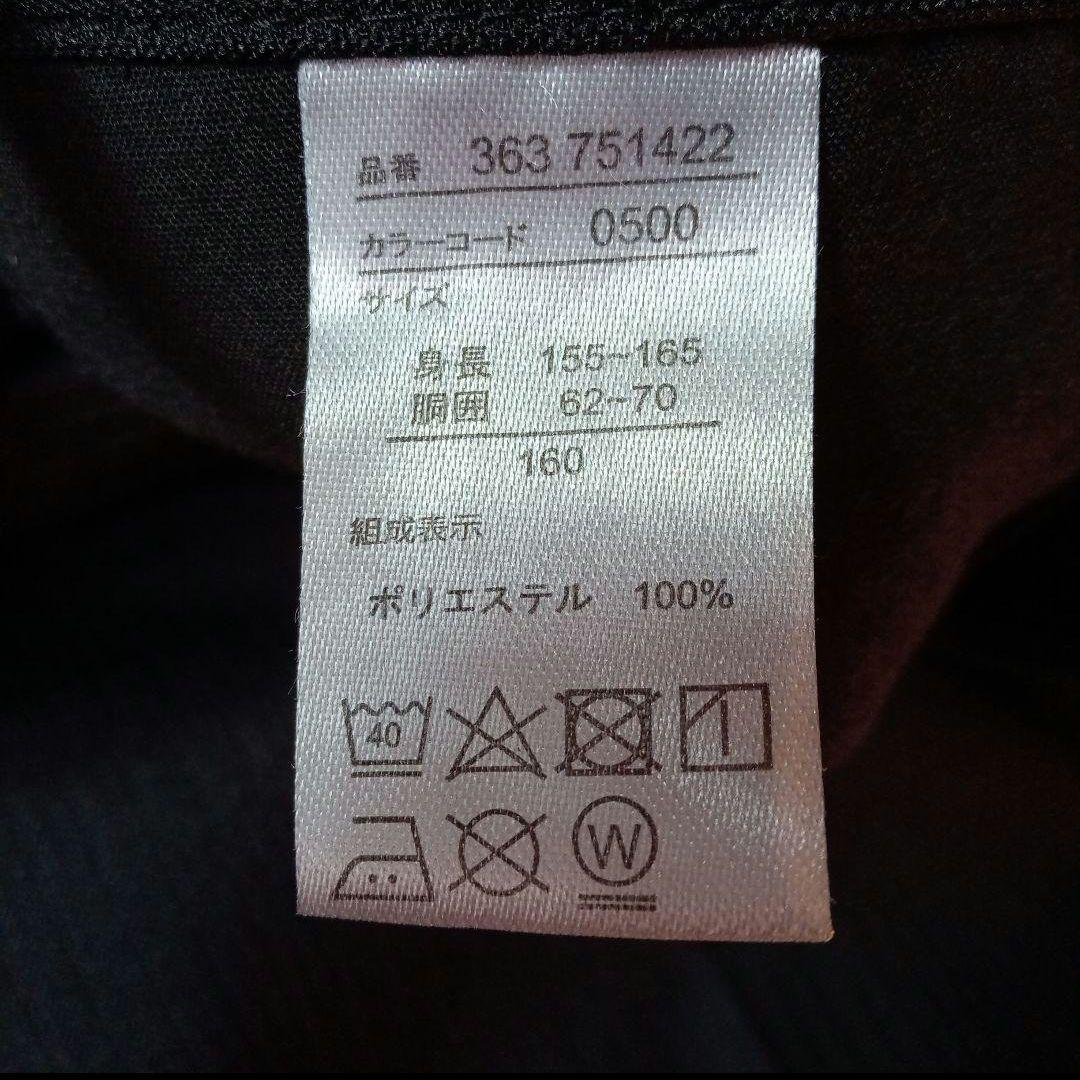 品番 363 751422
カラーコード 0500
サイズ
身長 155~165
胴囲 62~70
160
組成表示
ポリエステル 100%
40
W